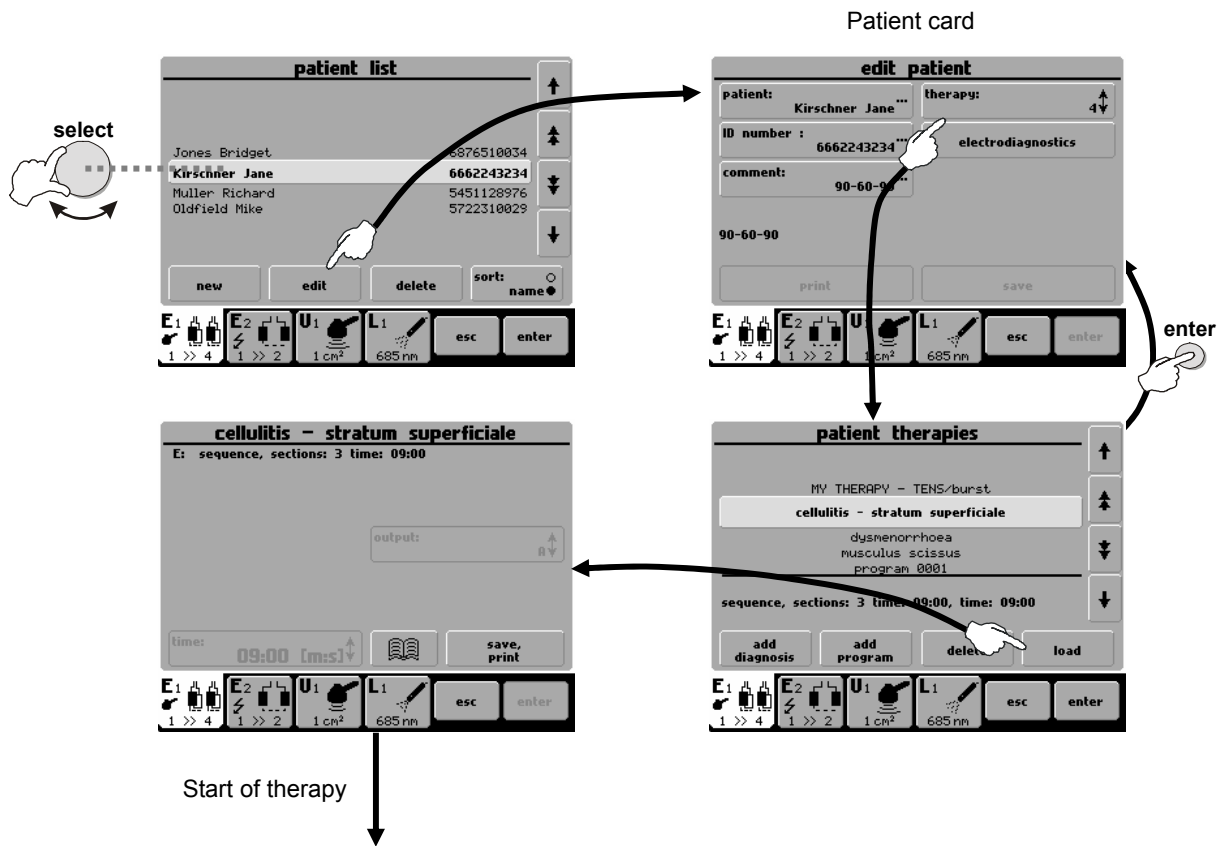 Patient card
patient list
select
Jones Bridget 6876510034
Kirschner Jane 6662243234
Muller Richard 5451128976
Oldfield Mike 5722310029
new edit delete sort: name
E1 E2 U1 L1
1 >> 4 1 >> 2 1 cm² 685 nm esc enter
edit patient
patient: Kirschner Jane...
therapy: 4
ID number : 6662243234...
electrodiagnostics
comment: 90-60-90...
90-60-90
print save
E1 E2 U1 L1
1 >> 4 1 >> 2 1 cm² 685 nm esc enter
enter
cellulitis - stratum superficiale
E: sequence, sections: 3 time: 09:00
output: A
time: 09:00 [m:s]
save,
print
E1 E2 U1 L1
1 >> 4 1 >> 2 1 cm² 685 nm esc enter
Start of therapy
patient therapies
MY THERAPY - TENS/burst
cellulitis - stratum superficiale
dysmenorrhoea
musculus scissus
program 0001
sequence, sections: 3 time: 09:00, time: 09:00
add diagnosis
add program
delete
load
E1 E2 U1 L1
1 >> 4 1 >> 2 1 cm² 685 nm esc enter